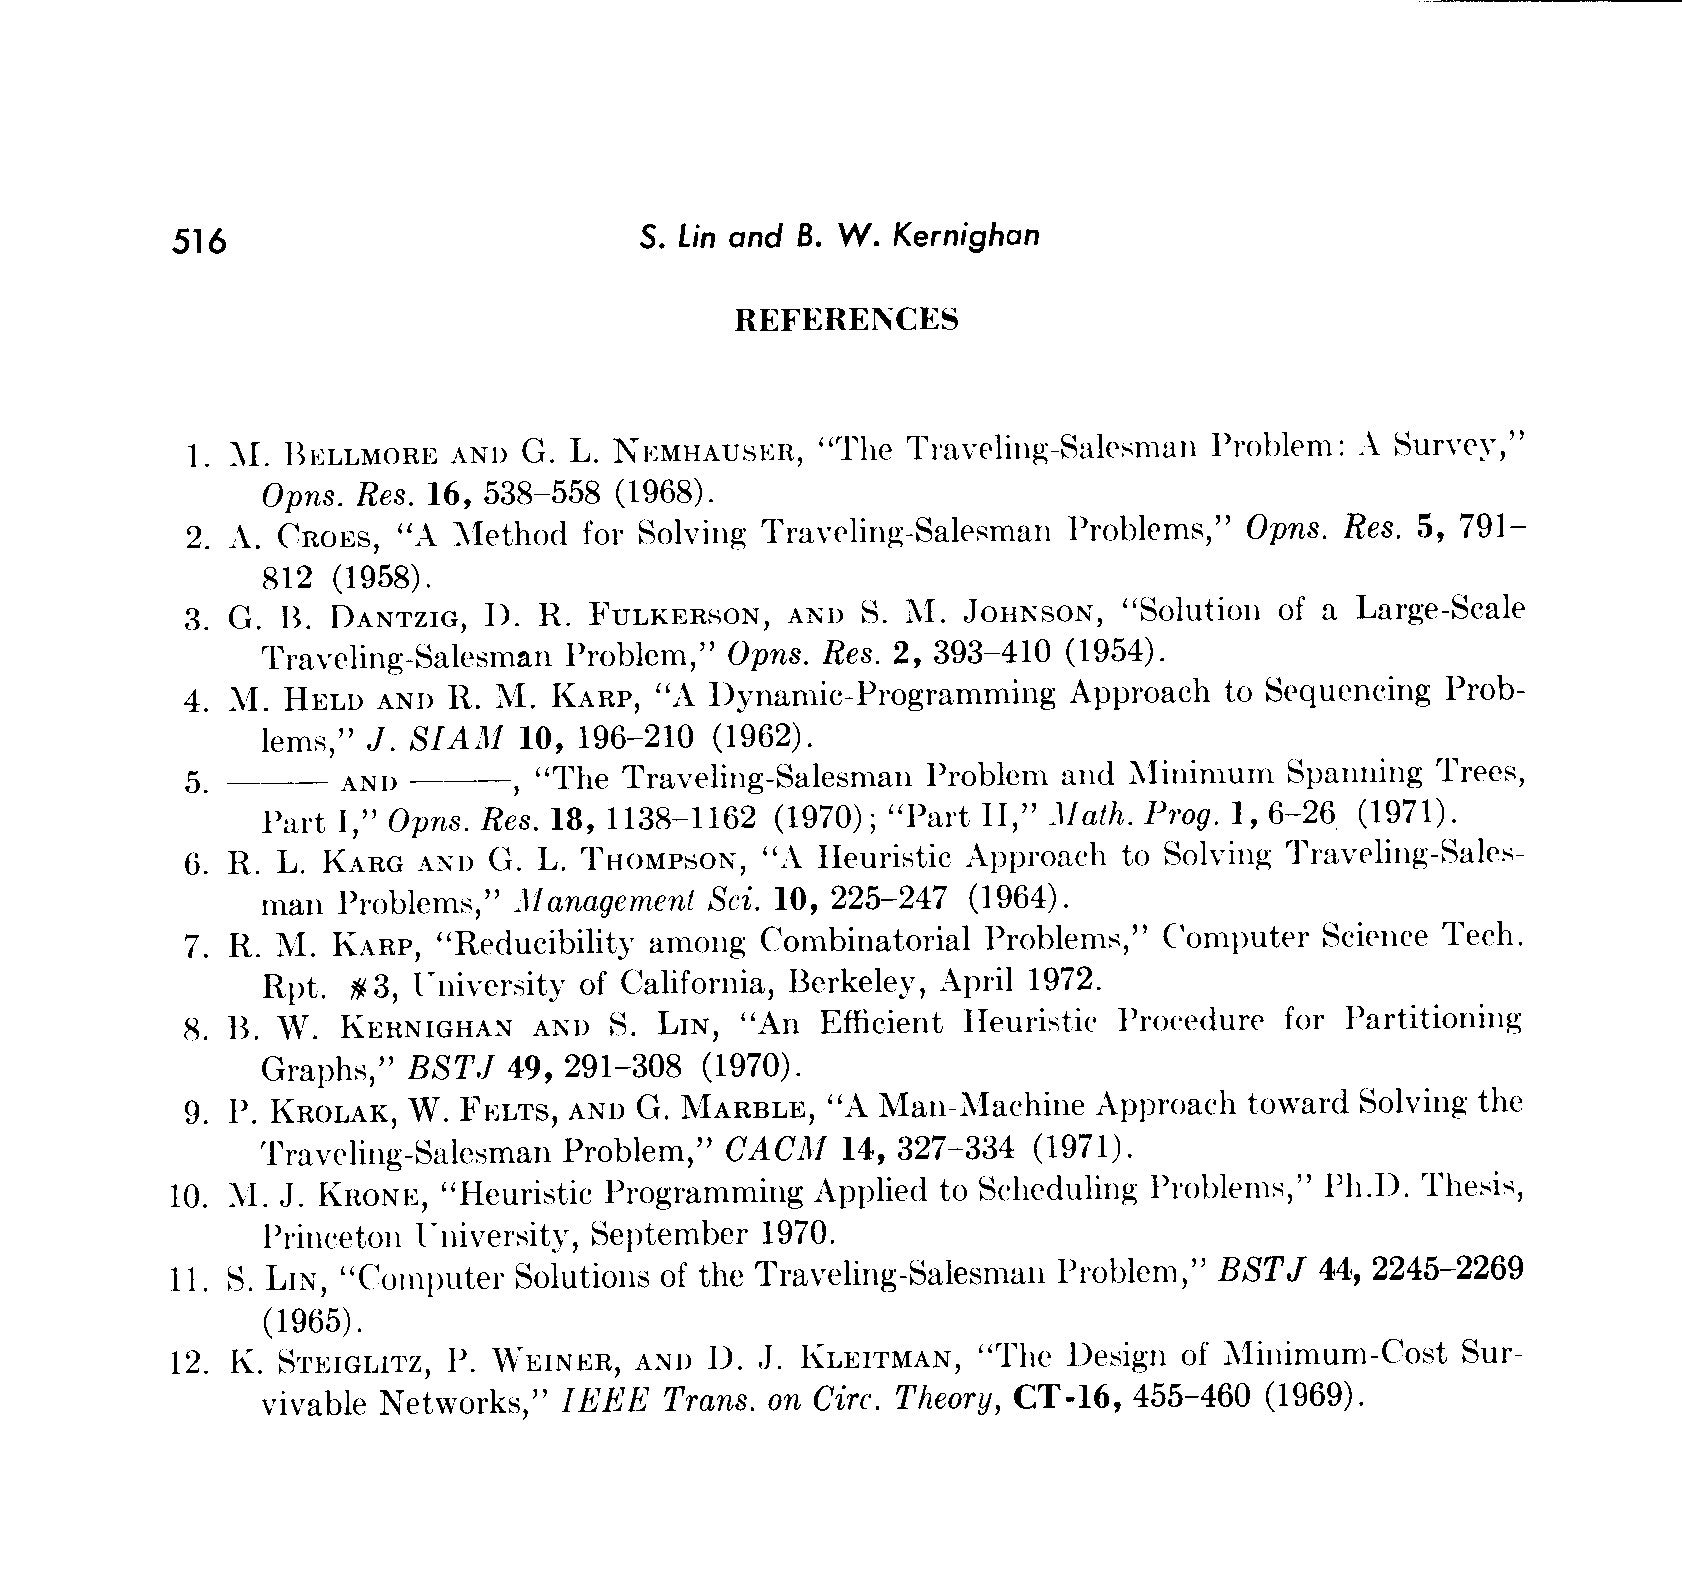 516
S. Lin and B. W. Kernighan
REFERENCES
1. M. BELLMORE AND G. L. NEMHAUSER, “The Traveling-Salesman Problem: A Survey,”
Opns. Res. 16, 538–558 (1968).
2. A. CROES, “A Method for Solving Traveling-Salesman Problems,” Opns. Res. 5, 791–
812 (1958).
3. G. B. DANTZIG, D. R. FULKERSON, AND S. M. JOHNSON, “Solution of a Large-Scale
Traveling-Salesman Problem,” Opns. Res. 2, 393–410 (1954).
4. M. HELD AND R. M. KARP, “A Dynamic-Programming Approach to Sequencing Prob-
lems,” J. SIAM 10, 196–210 (1962).
5. ——— AND ———, “The Traveling-Salesman Problem and Minimum Spanning Trees,
Part I,” Opns. Res. 18, 1138–1162 (1970); “Part II,” Math. Prog. 1, 6–26 (1971).
6. R. L. KARG AND G. L. THOMPSON, “A Heuristic Approach to Solving Traveling-Sales-
man Problems,” Management Sci. 10, 225–247 (1964).
7. R. M. KARP, “Reducibility among Combinatorial Problems,” Computer Science Tech.
Rpt. #3, University of California, Berkeley, April 1972.
8. B. W. KERNIGHAN AND S. LIN, “An Efficient Heuristic Procedure for Partitioning
Graphs,” BSTJ 49, 291–308 (1970).
9. P. KROLAK, W. FELTS, AND G. MARBLE, “A Man-Machine Approach toward Solving the
Traveling-Salesman Problem,” CACM 14, 327–334 (1971).
10. M. J. KRONE, “Heuristic Programming Applied to Scheduling Problems,” Ph.D. Thesis,
Princeton University, September 1970.
11. S. LIN, “Computer Solutions of the Traveling-Salesman Problem,” BSTJ 44, 2245–2269
(1965).
12. K. STEIGLITZ, P. WEINER, AND D. J. KLEITMAN, “The Design of Minimum-Cost Sur-
vivable Networks,” IEEE Trans. on Circ. Theory, CT-16, 455–460 (1969).